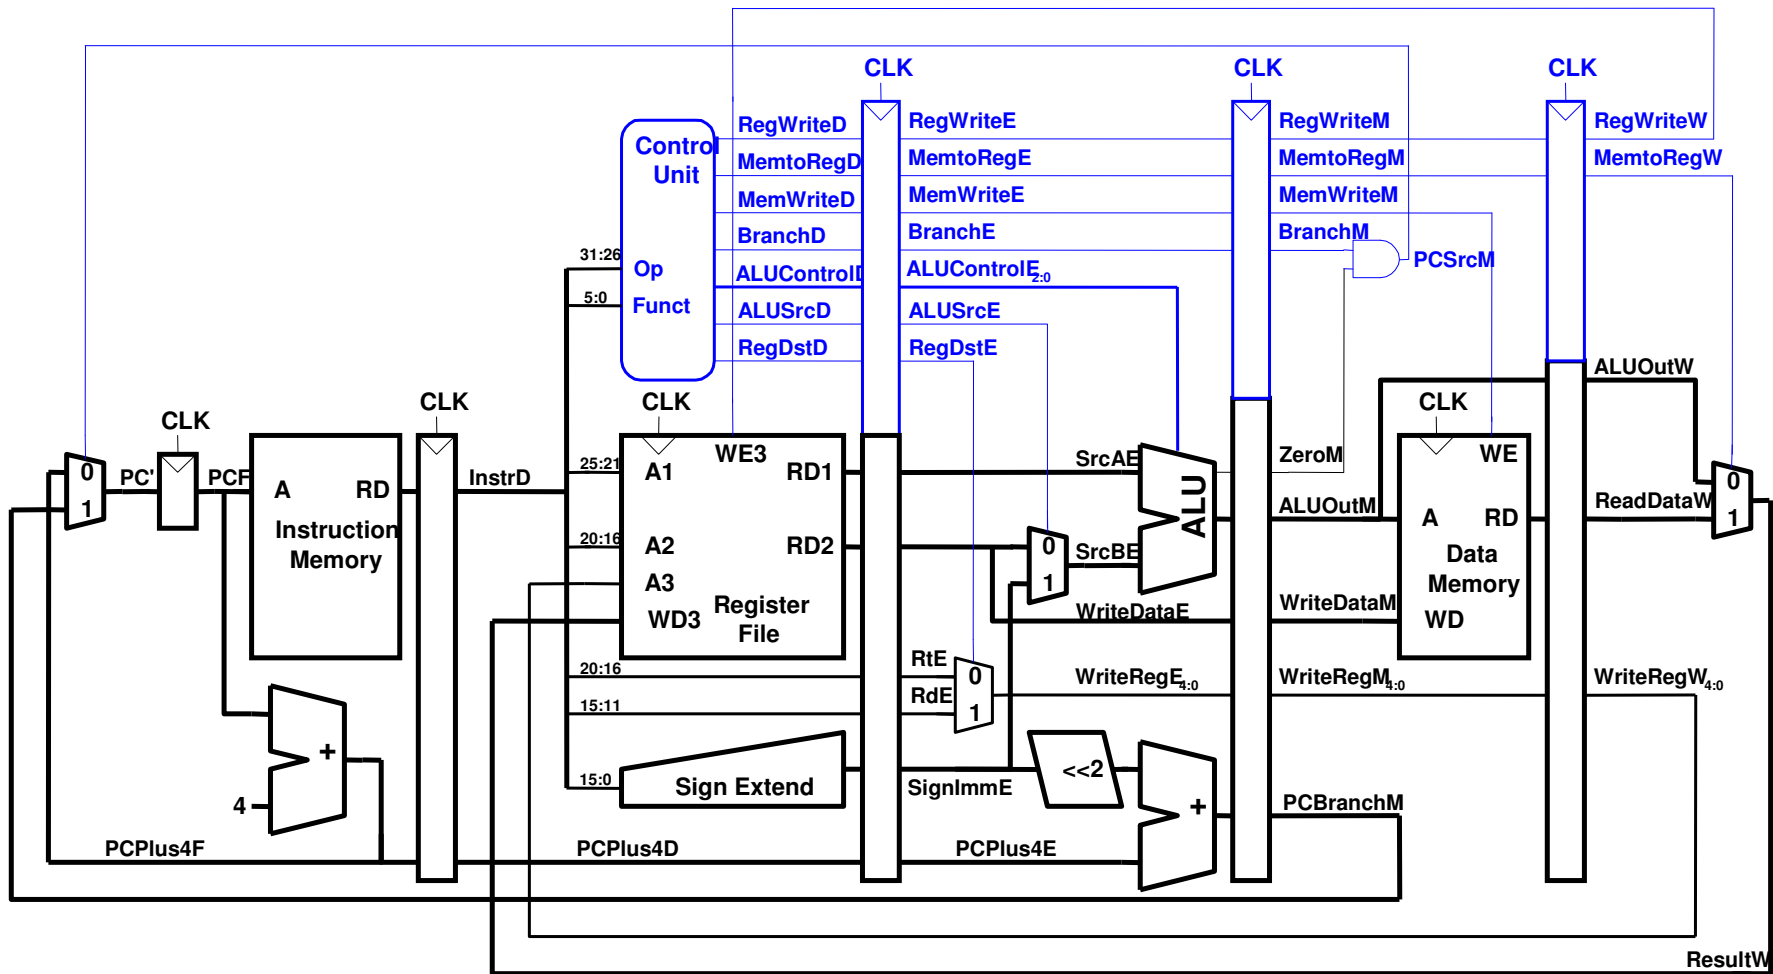 CLK CLK CLK
RegWriteD RegWriteE RegWriteM RegWriteW
Control Unit
MemtoRegD MemtoRegE MemtoRegM MemtoRegW
MemWriteD MemWriteE MemWriteM
BranchD BranchE BranchM
PCSrcM
31:26 Op ALUControlD ALUControlE2:0
5:0 Funct ALUSrcD ALUSrcE
RegDstD RegDstE
ALUOutW
CLK CLK CLK CLK
WE3 WE
0 PC' PCF A RD InstrD 25:21 A1 RD1 SrcAE ALU ZeroM 0
1 Instruction Memory ALUOutM A RD ReadDataW 1
20:16 A2 RD2 0 SrcBE Data Memory
A3 1
WD3 Register File WriteDataE WriteDataM WD
20:16 RtE 0 WriteRegE4:0 WriteRegM4:0 WriteRegW4:0
15:11 RdE 1
+
15:0 Sign Extend SignImmE <<2
4 + PCBranchM
PCPlus4F PCPlus4D PCPlus4E
ResultW